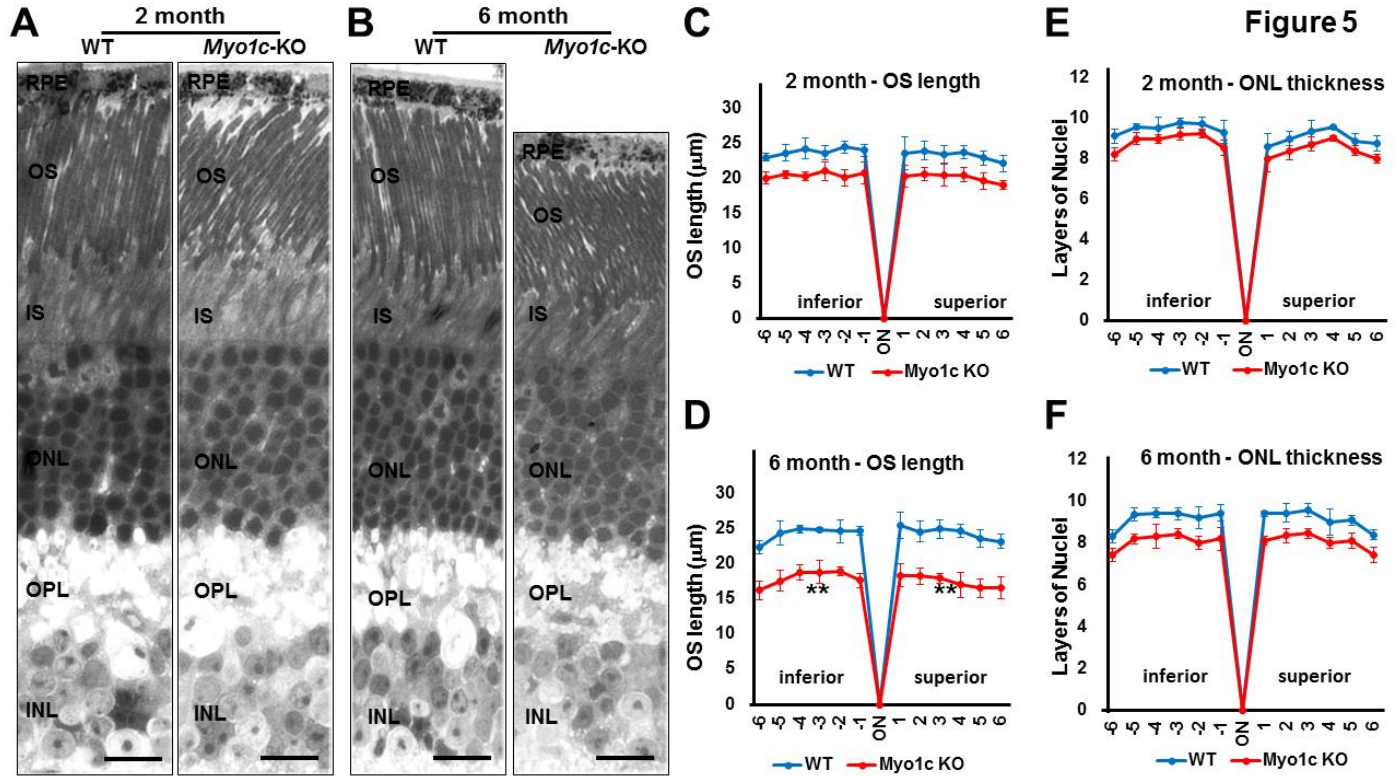 Figure 5
A
2 month
WT
Myo1c-KO
RPE
RPE
OS
OS
IS
IS
ONL
ONL
OPL
OPL
INL
INL
B
6 month
WT
Myo1c-KO
RPE
RPE
OS
OS
IS
IS
ONL
ONL
OPL
OPL
INL
INL
C
2 month - OS length
OS length (µm)
30
25
20
15
10
5
0
inferior
superior
-6 -5 -4 -3 -2 -1 ON 1 2 3 4 5 6
WT Myo1c KO
D
6 month - OS length
OS length (µm)
30
25
20
15
10
5
0
**
**
inferior
superior
-6 -5 -4 -3 -2 -1 ON 1 2 3 4 5 6
WT Myo1c KO
E
2 month - ONL thickness
Layers of Nuclei
12
10
8
6
4
2
0
inferior
superior
-6 -5 -4 -3 -2 -1 ON 1 2 3 4 5 6
WT Myo1c KO
F
6 month - ONL thickness
Layers of Nuclei
12
10
8
6
4
2
0
inferior
superior
-6 -5 -4 -3 -2 -1 ON 1 2 3 4 5 6
WT Myo1c KO